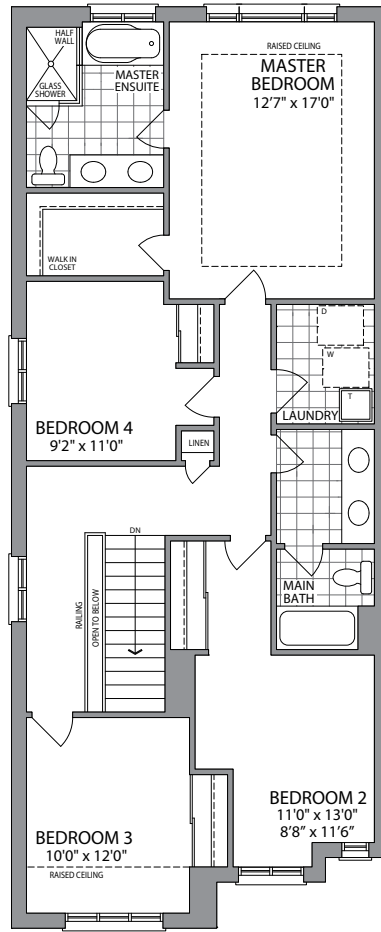 HALF
WALL
GLASS
SHOWER
MASTER
ENSUITE
RAISED CEILING
MASTER
BEDROOM
12'7" x 17'0"
WALK IN
CLOSET
D
W
T
LAUNDRY
BEDROOM 4
9'2" x 11'0"
LINEN
DN
RAILING
OPEN TO BELOW
MAIN
BATH
BEDROOM 2
11'0" x 13'0"
8'8" x 11'6"
BEDROOM 3
10'0" x 12'0"
RAISED CEILING